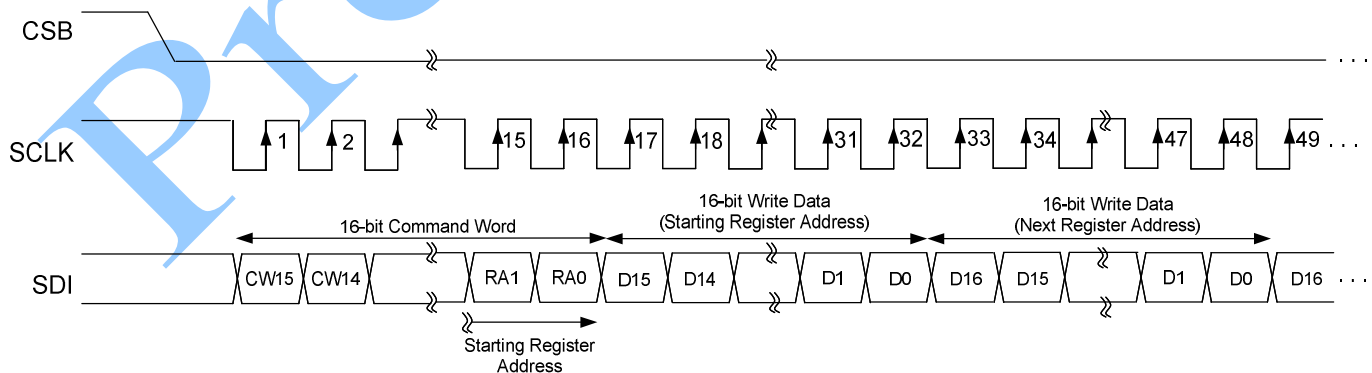 Pre
CSB
. . .
SCLK
1 2 15 16 17 18 31 32 33 34 47 48 49
. . .
16-bit Command Word
16-bit Write Data
(Starting Register Address)
16-bit Write Data
(Next Register Address)
SDI
CW15 CW14 RA1 RA0 D15 D14 D1 D0 D16 D15 D1 D0 D16
. . .
Starting Register
Address